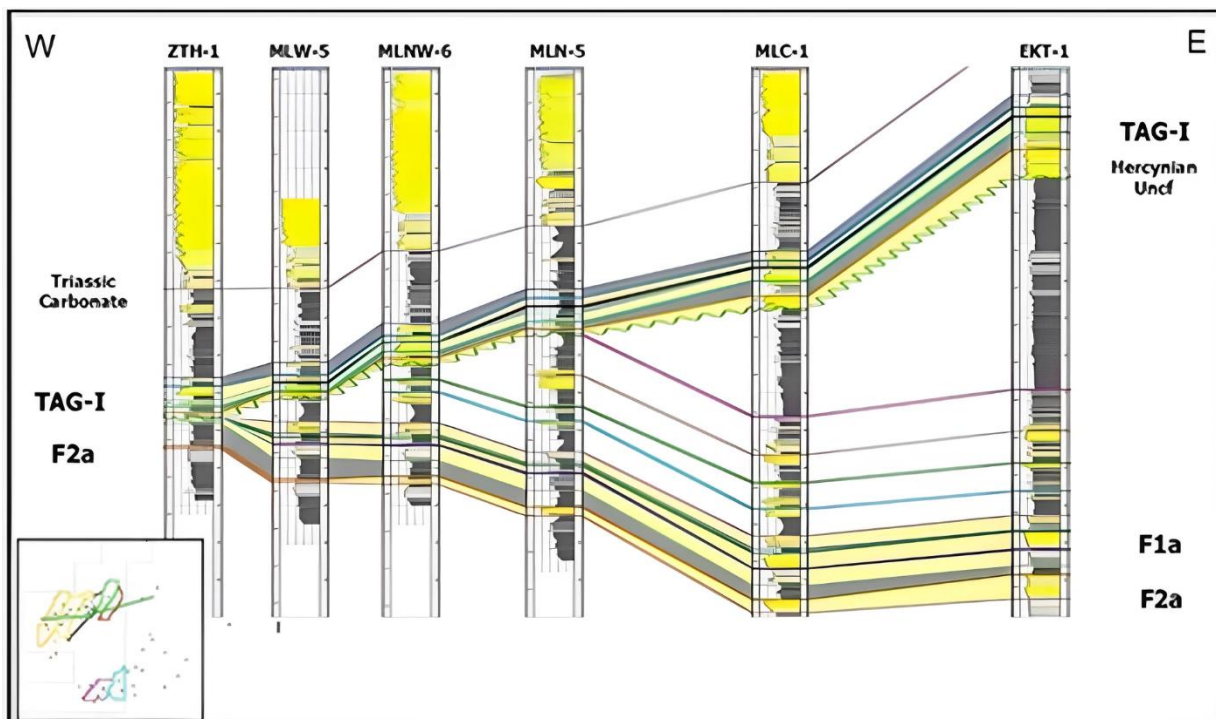 W
E
ZTH-1
MLW-5
MLNW-6
MLN-5
MLC-1
EKT-1
TAG-I
Hercynian
Uncf
Triassic
Carbonate
TAG-I
F2a
F1a
F2a